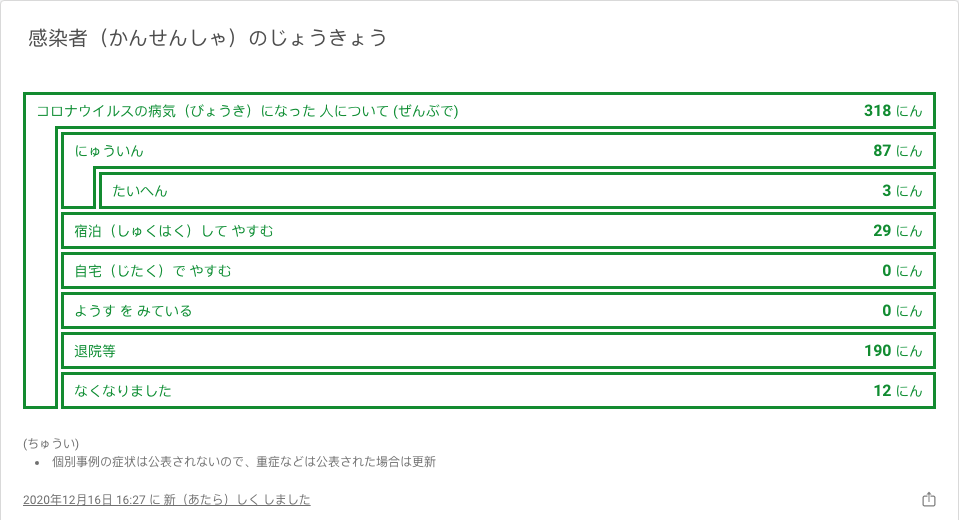 感染者（かんせんしゃ）のじょうきょう
コロナウイルスの病気（びょうき）になった 人について (ぜんぶで) 318 にん
にゅういん 87 にん
たいへん 3 にん
宿泊（しゅくはく）して やすむ 29 にん
自宅（じたく）で やすむ 0 にん
ようす を みている 0 にん
退院等 190 にん
なくなりました 12 にん
(ちゅうい)
• 個別事例の症状は公表されないので、重症などは公表された場合は更新
2020年12月16日 16:27 に 新（あたら）しく しました